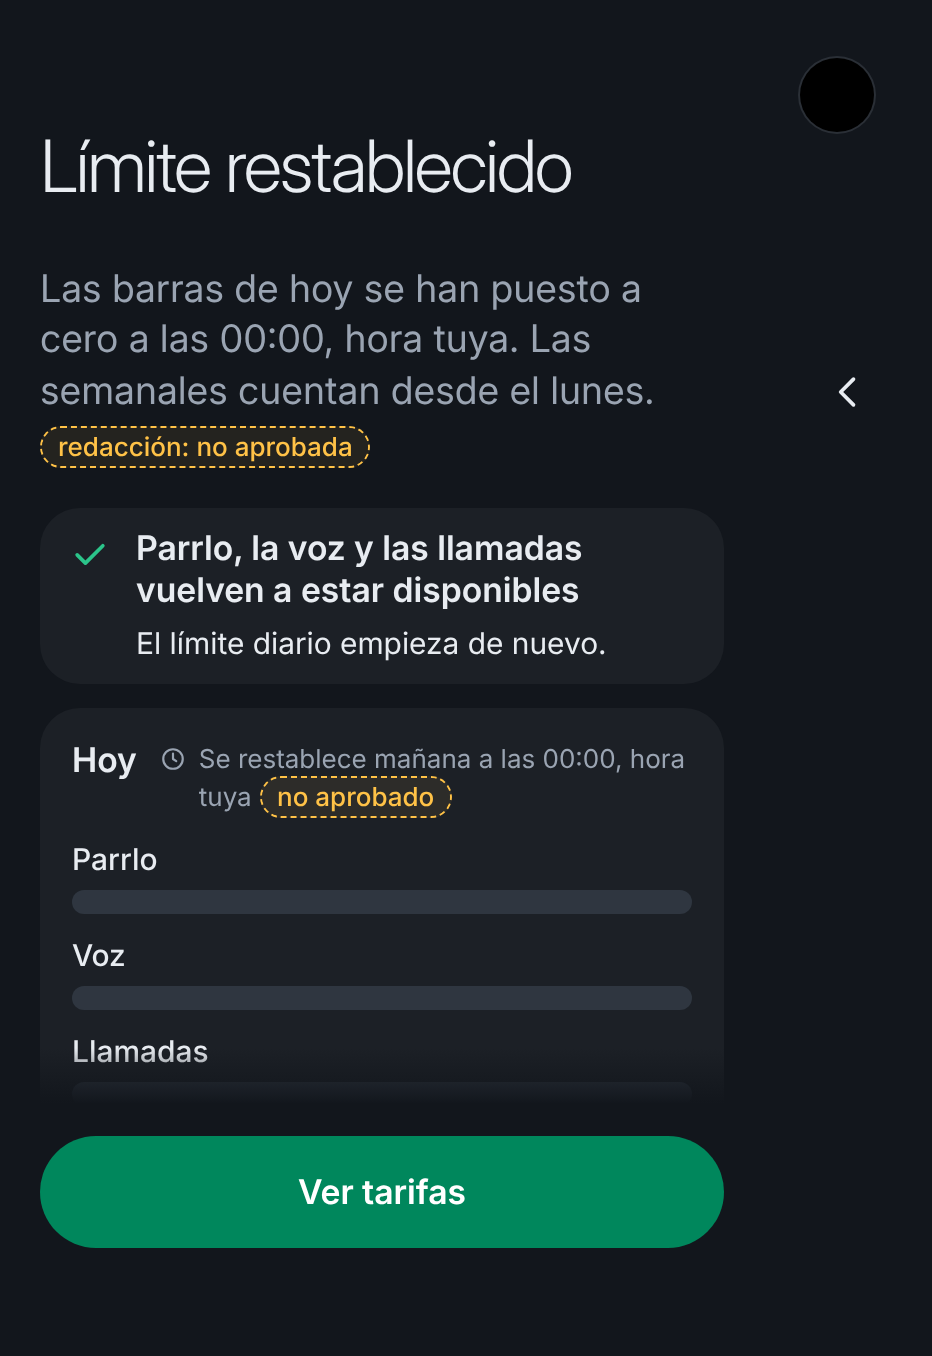 Límite restablecido
Las barras de hoy se han puesto a
cero a las 00:00, hora tuya. Las
semanales cuentan desde el lunes.
redacción: no aprobada
Parrlo, la voz y las llamadas
vuelven a estar disponibles
El límite diario empieza de nuevo.
Hoy Se restablece mañana a las 00:00, hora
tuya no aprobado
Parrlo
Voz
Llamadas
Ver tarifas